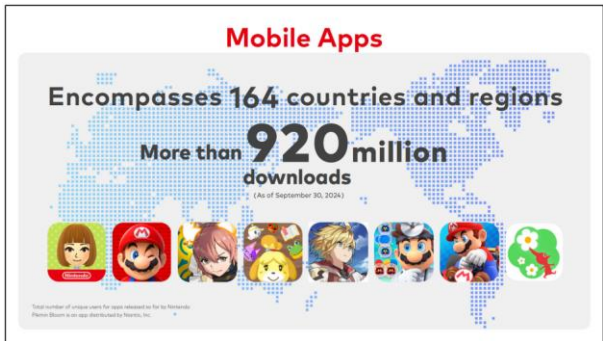 Mobile Apps
Encompasses 164 countries and regions
More than 920 million
downloads
(As of September 30, 2024)
Nintendo
Total number of unique users for apps released so far by Nintendo
Pikmin Bloom is an app distributed by Niantic, Inc.